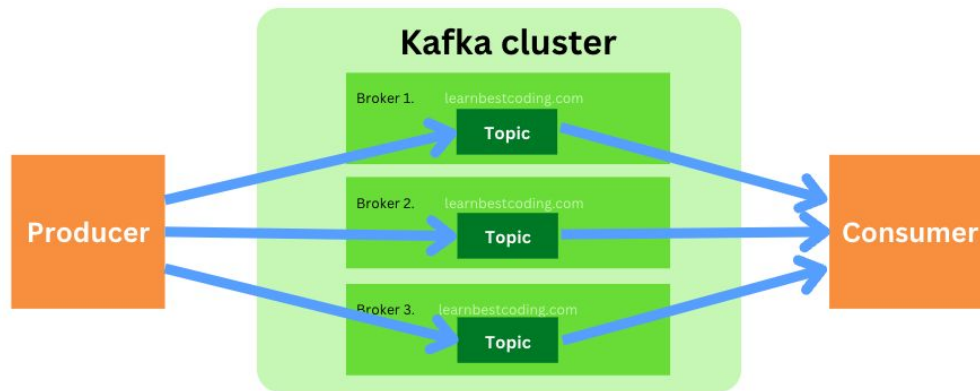 Kafka cluster
Broker 1. learnbestcoding.com
Topic
Producer
Broker 2. learnbestcoding.com
Topic
Consumer
Broker 3. learnbestcoding.com
Topic